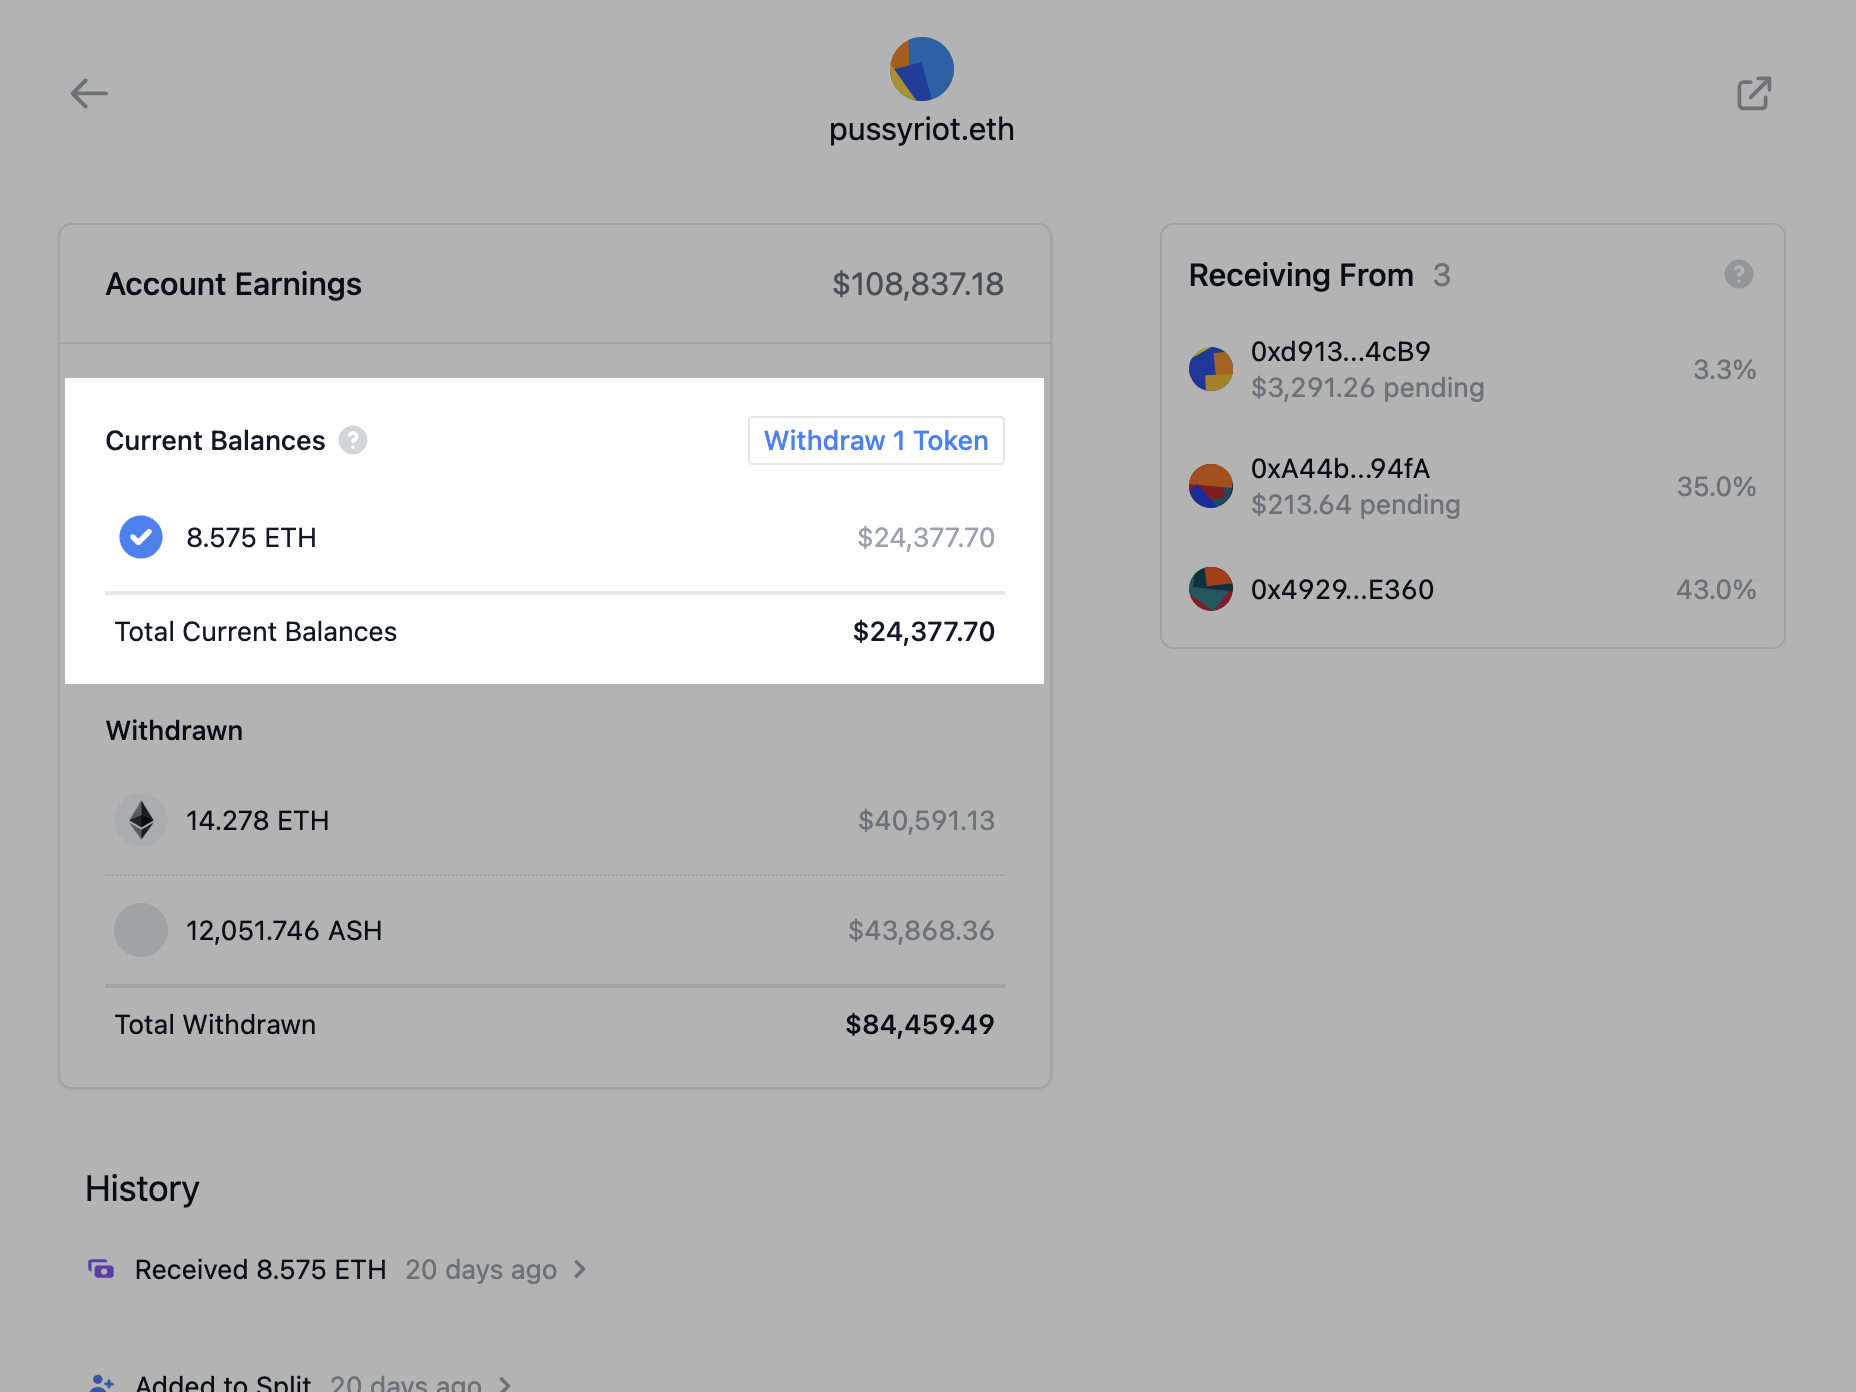 pussyriot.eth
Account Earnings $108,837.18
Current Balances ? Withdraw 1 Token
8.575 ETH $24,377.70
Total Current Balances $24,377.70
Withdrawn
14.278 ETH $40,591.13
12,051.746 ASH $43,868.36
Total Withdrawn $84,459.49
Receiving From 3 ?
0xd913...4cB9
$3,291.26 pending 3.3%
0xA44b...94fA
$213.64 pending 35.0%
0x4929...E360 43.0%
History
Received 8.575 ETH 20 days ago
Added to Split 20 days ago